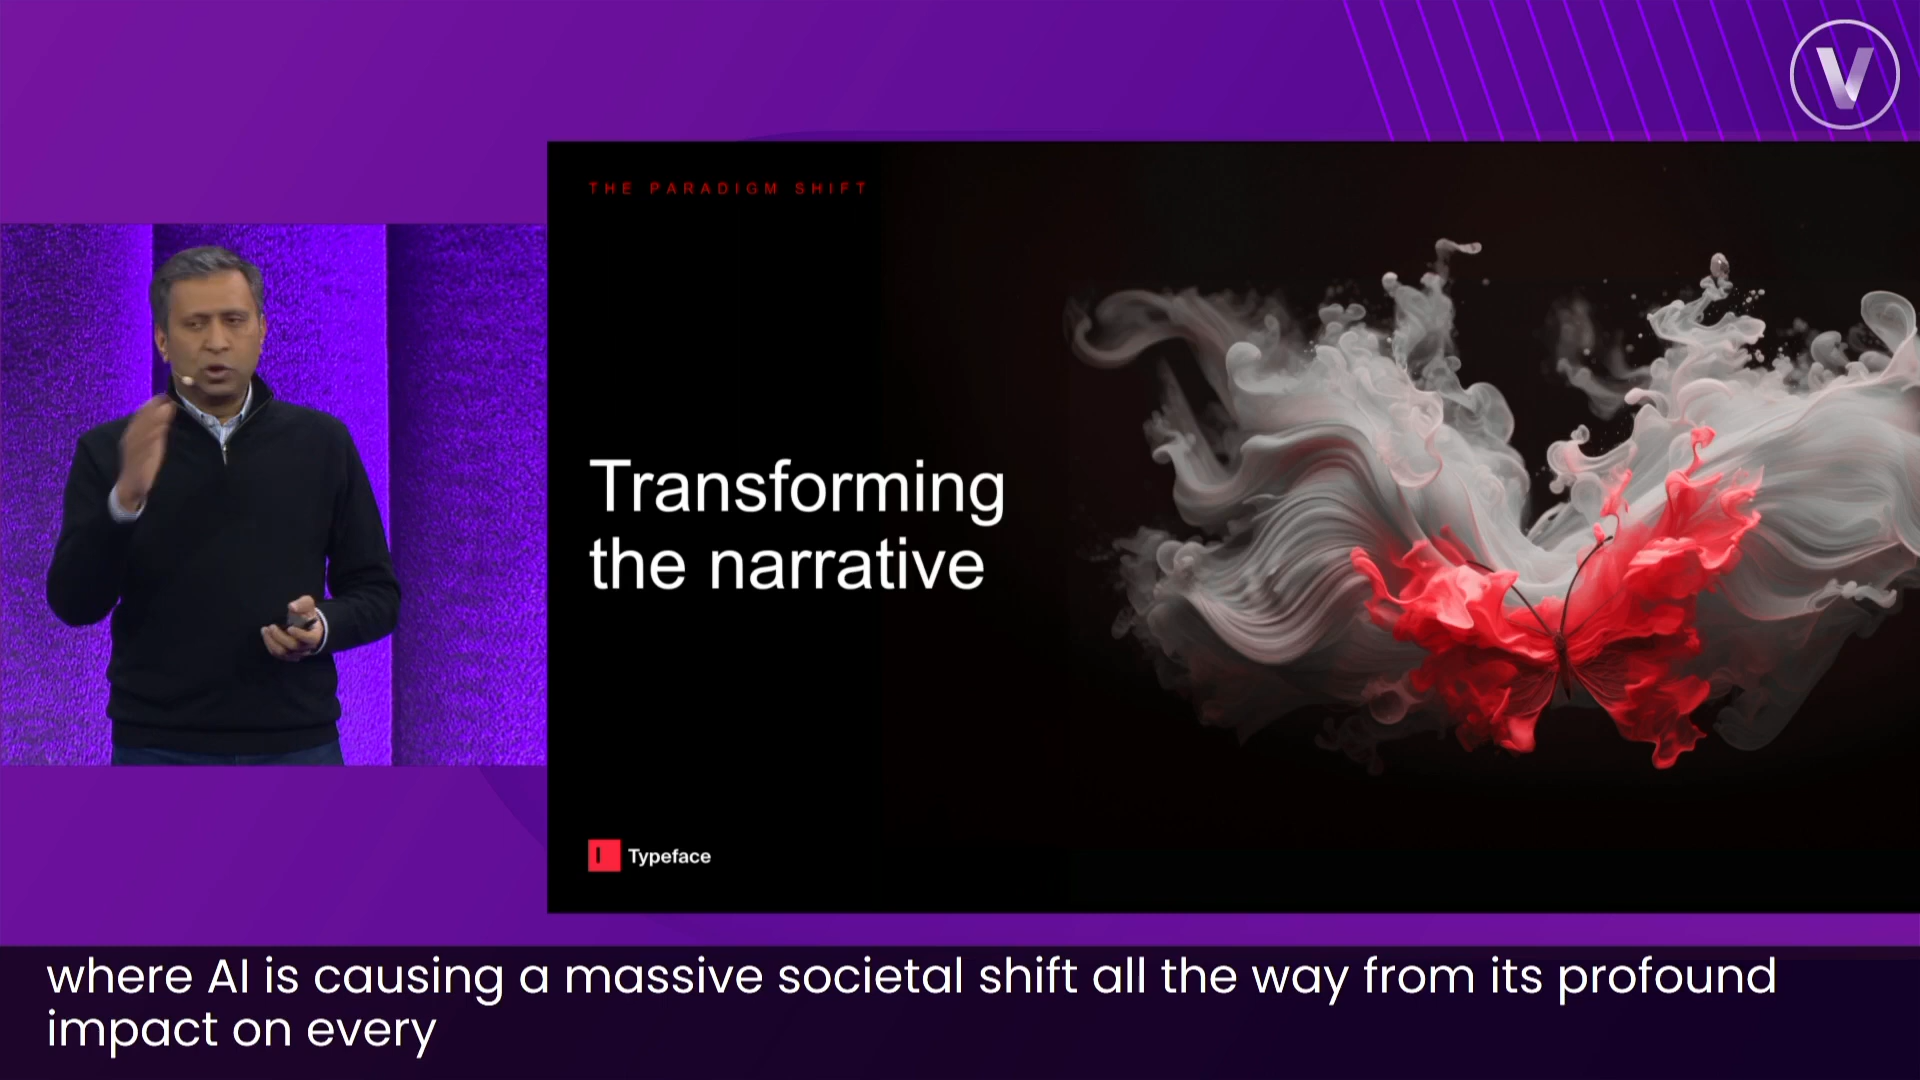 V
THE PARADIGM SHIFT
Transforming
the narrative
Typeface
where AI is causing a massive societal shift all the way from its profound
impact on every